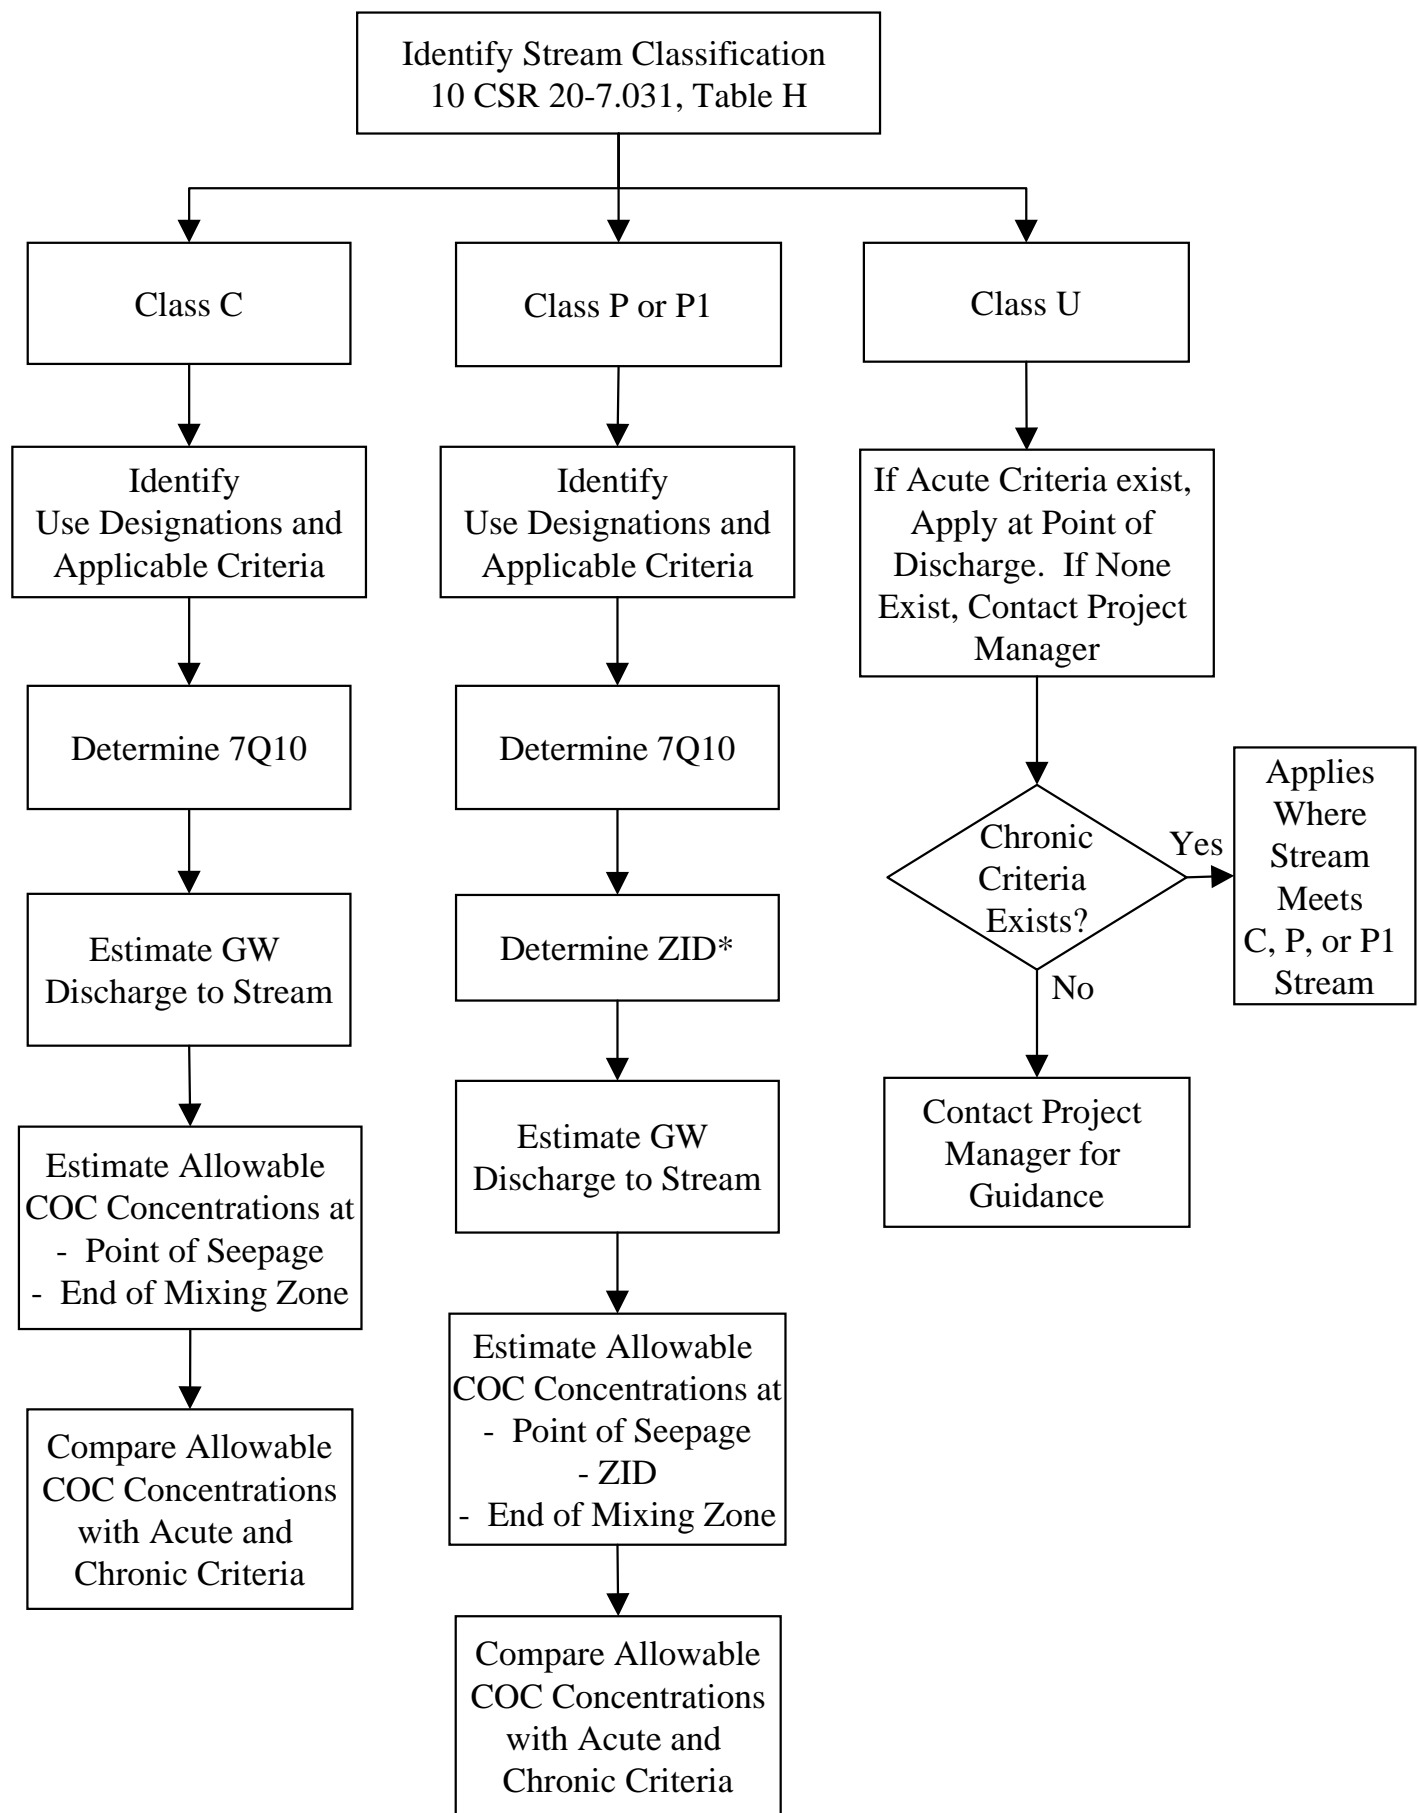 Identify Stream Classification
10 CSR 20-7.031, Table H
Class C
Class P or P1
Class U
Identify
Use Designations and
Applicable Criteria
Identify
Use Designations and
Applicable Criteria
If Acute Criteria exist,
Apply at Point of
Discharge.  If None
Exist, Contact Project
Manager
Determine 7Q10
Determine 7Q10
Chronic
Criteria
Exists?
Yes
Applies
Where
Stream
Meets
C, P, or P1
Stream
No
Estimate GW
Discharge to Stream
Determine ZID*
Contact Project
Manager for
Guidance
Estimate GW
Discharge to Stream
Estimate Allowable
COC Concentrations at
-  Point of Seepage
-  End of Mixing Zone
Estimate Allowable
COC Concentrations at
-  Point of Seepage
- ZID
-  End of Mixing Zone
Compare Allowable
COC Concentrations
with Acute and
Chronic Criteria
Compare Allowable
COC Concentrations
with Acute and
Chronic Criteria